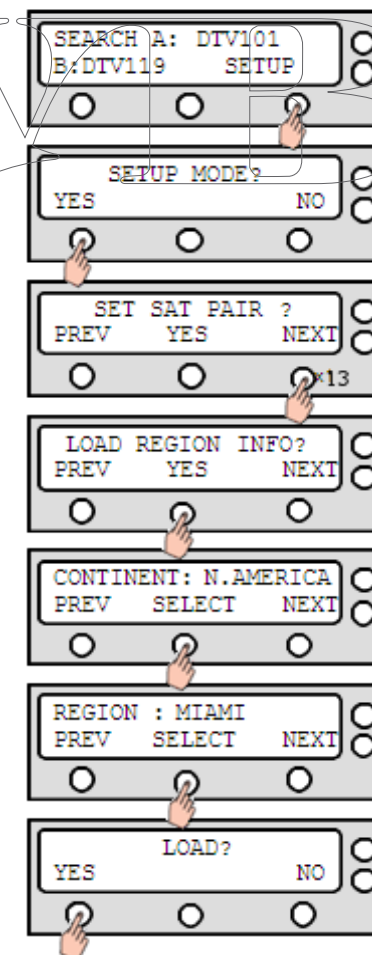 SEARCH A: DTV101
B:DTV119 SETUP
SETUP MODE?
YES NO
SET SAT PAIR ?
PREV YES NEXT
×13
LOAD REGION INFO?
PREV YES NEXT
CONTINENT: N.AMERICA
PREV SELECT NEXT
REGION : MIAMI
PREV SELECT NEXT
LOAD?
YES NO